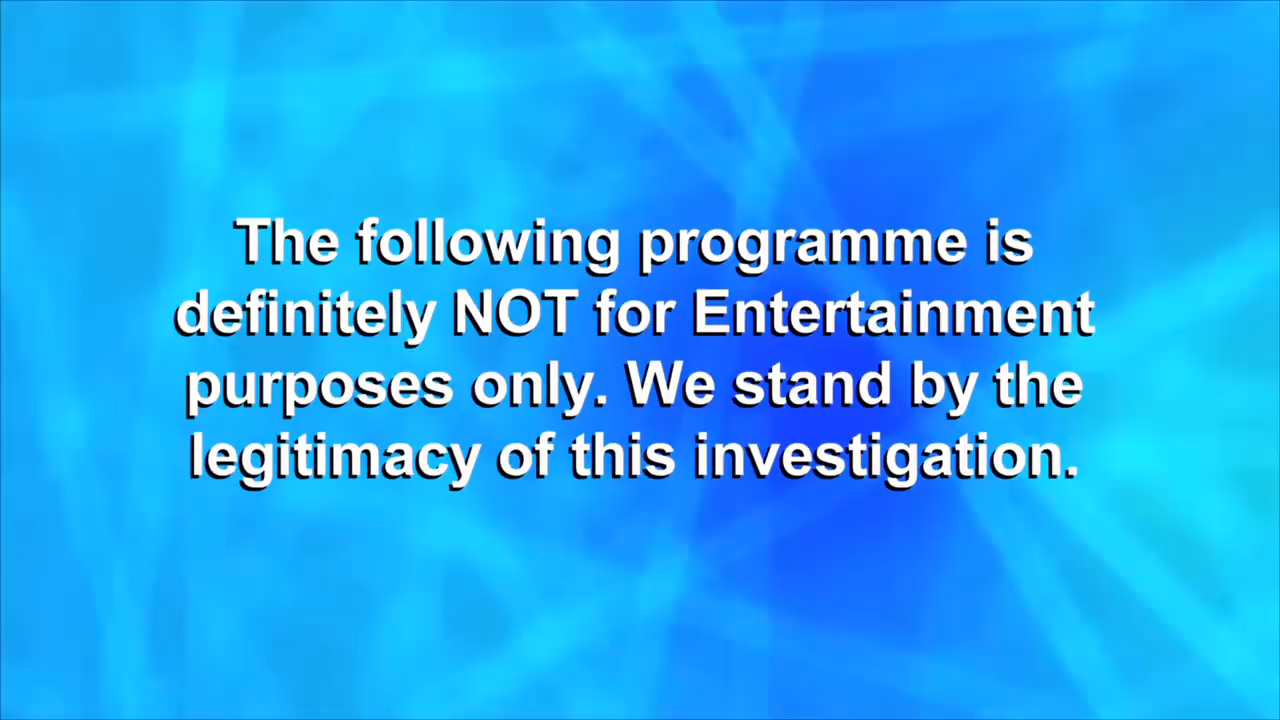 The following programme is
definitely NOT for Entertainment
purposes only. We stand by the
legitimacy of this investigation.